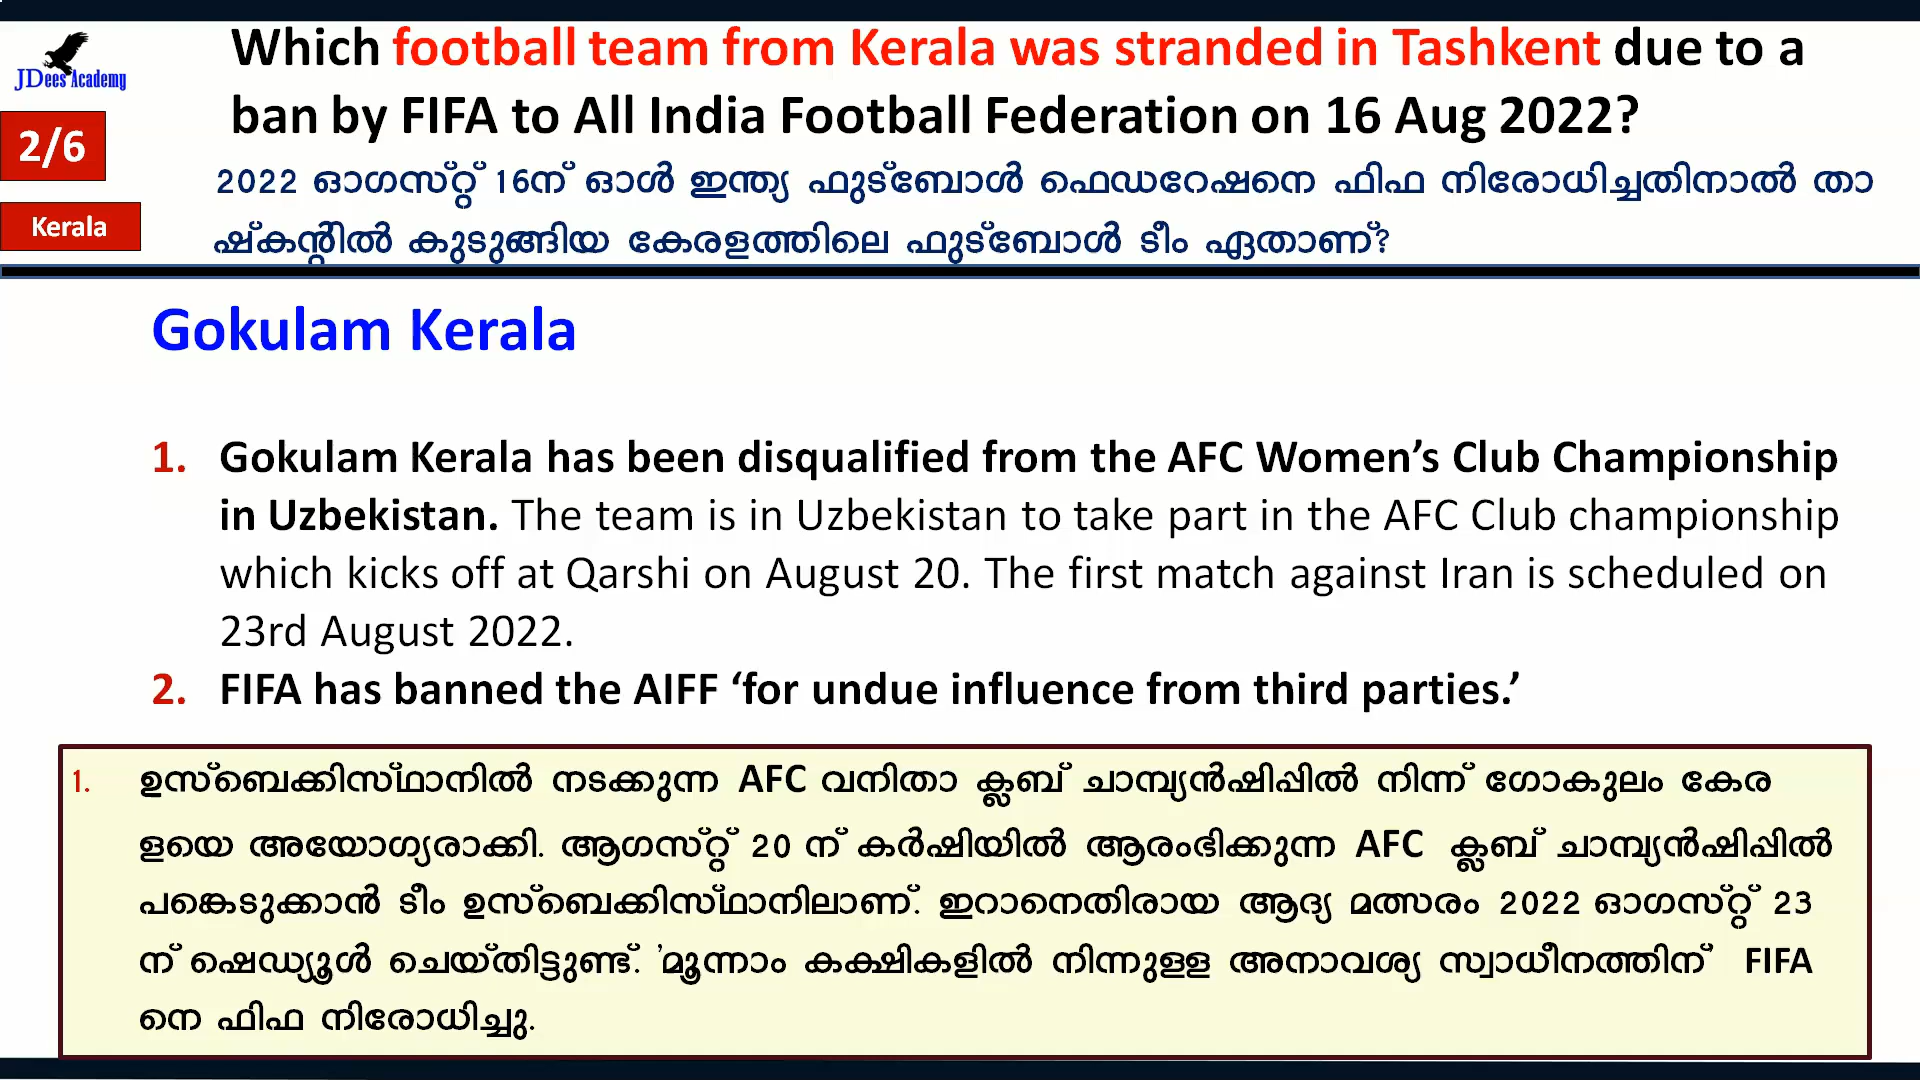 Which football team from Kerala was stranded in Tashkent due to a
ban by FIFA to All India Football Federation on 16 Aug 2022?
JDees Academy
2/6
Kerala
2022 ഓഗസ്റ്റ് 16ന് ഓൾ ഇന്ത്യ ഫുട്ബോൾ ഫെഡറേഷനെ ഫിഫ നിരോധിച്ചതിനാൽ താ
ഷ്കന്റിൽ കുടുങ്ങിയ കേരളത്തിലെ ഫുട്ബോൾ ടീം ഏതാണ്?
Gokulam Kerala
1. Gokulam Kerala has been disqualified from the AFC Women’s Club Championship
in Uzbekistan. The team is in Uzbekistan to take part in the AFC Club championship
which kicks off at Qarshi on August 20. The first match against Iran is scheduled on
23rd August 2022.
2. FIFA has banned the AIFF ‘for undue influence from third parties.’
1. ഉസ്ബെക്കിസ്ഥാനിൽ നടക്കുന്ന AFC വനിതാ ക്ലബ് ചാമ്പ്യൻഷിപ്പിൽ നിന്ന് ഗോകുലം കേര
ളയെ അയോഗ്യരാക്കി. ആഗസ്റ്റ് 20 ന് കർഷിയിൽ ആരംഭിക്കുന്ന AFC ക്ലബ് ചാമ്പ്യൻഷിപ്പിൽ
പങ്കെടുക്കാൻ ടീം ഉസ്ബെക്കിസ്ഥാനിലാണ്. ഇറാനെതിരായ ആദ്യ മത്സരം 2022 ഓഗസ്റ്റ് 23
ന് ഷെഡ്യൂൾ ചെയ്തിട്ടുണ്ട്. 'മൂന്നാം കക്ഷികളിൽ നിന്നുള്ള അനാവശ്യ സ്വാധീനത്തിന് FIFA
നെ ഫിഫ നിരോധിച്ചു.